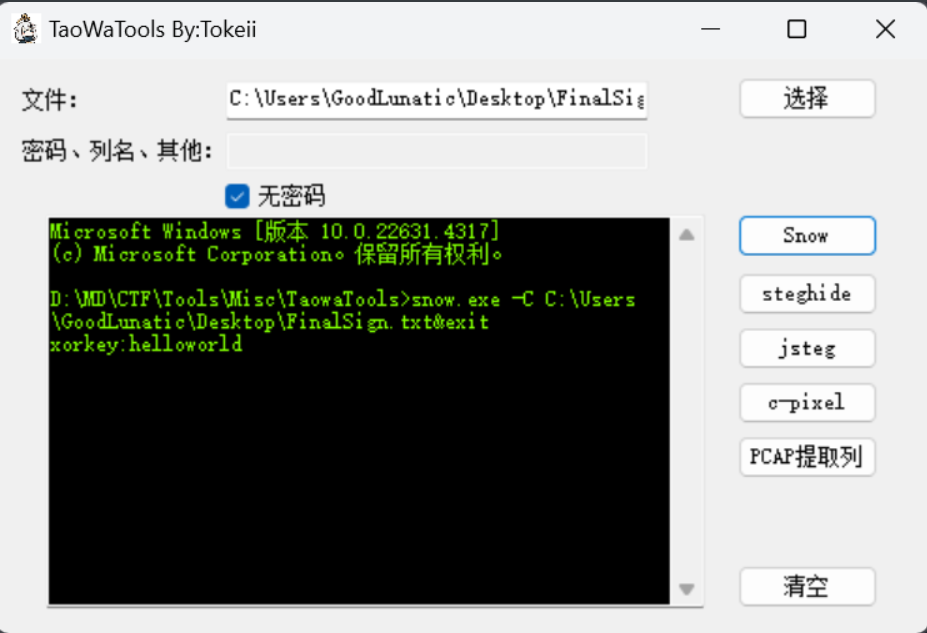 TaoWaTools By:Tokeii
文件: C:\Users\GoodLunatic\Desktop\FinalSig 选择
密码、列名、其他:
无密码
Microsoft Windows [版本 10.0.22631.4317]
(c) Microsoft Corporation。保留所有权利。
D:\MD\CTF\Tools\Misc\TaowaTools>snow.exe -C C:\Users
\GoodLunatic\Desktop\FinalSign.txt&exit
xorkey:helloworld
Snow
steghide
jsteg
c-pixel
PCAP提取列
清空